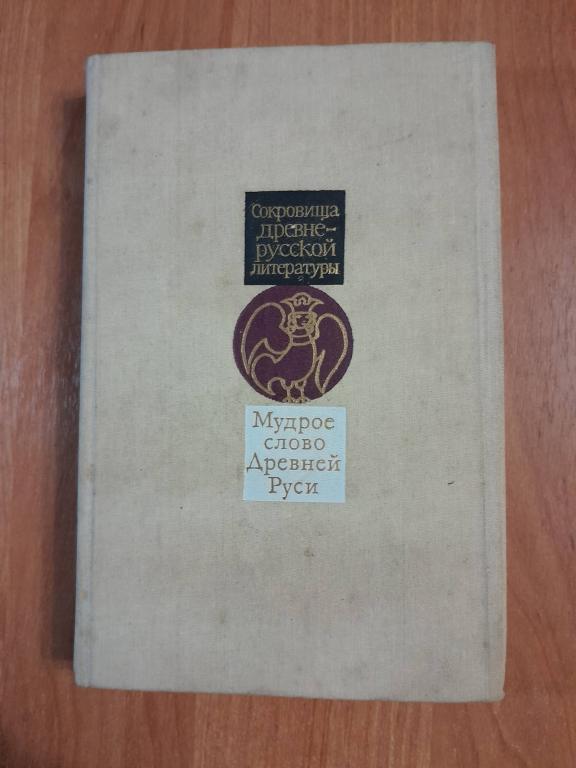 Сокровища
древне-
русской
литературы
Мудрое
слово
Древней
Руси